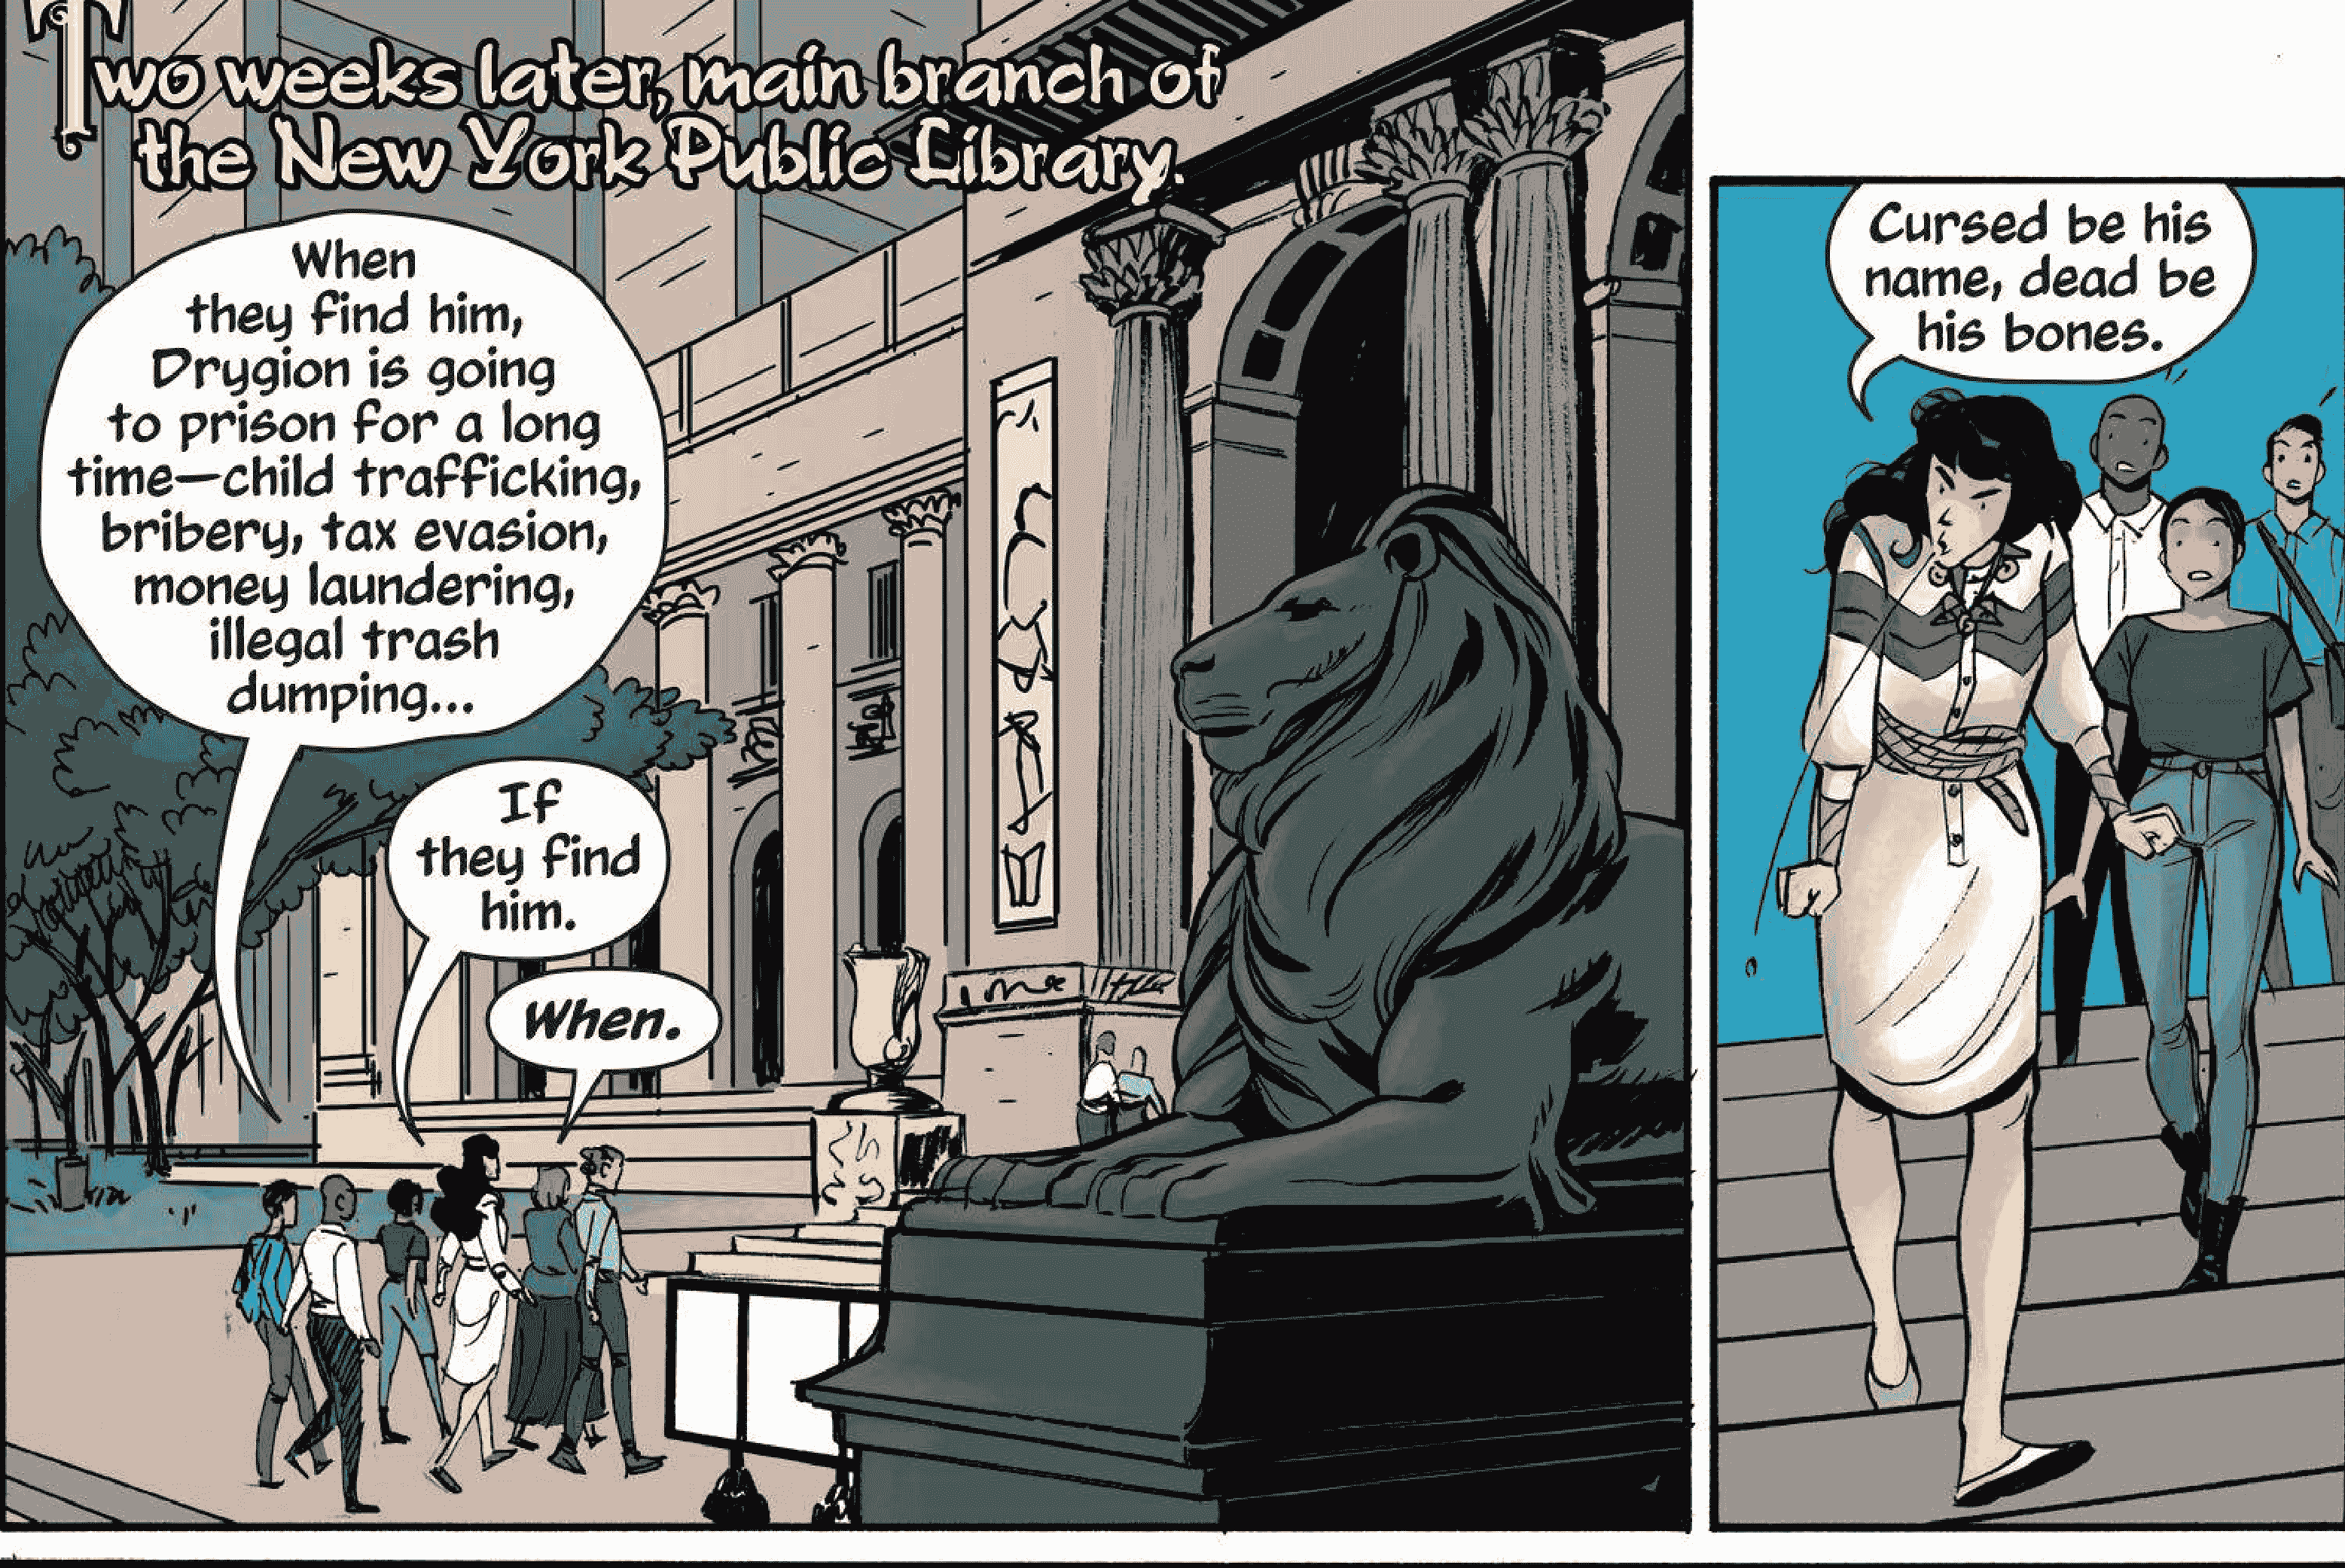 Two weeks later, main branch of
the New York Public Library.
When
they find him,
Drygion is going
to prison for a long
time—child trafficking,
bribery, tax evasion,
money laundering,
illegal trash
dumping...
If
they find
him.
When.
Cursed be his
name, dead be
his bones.